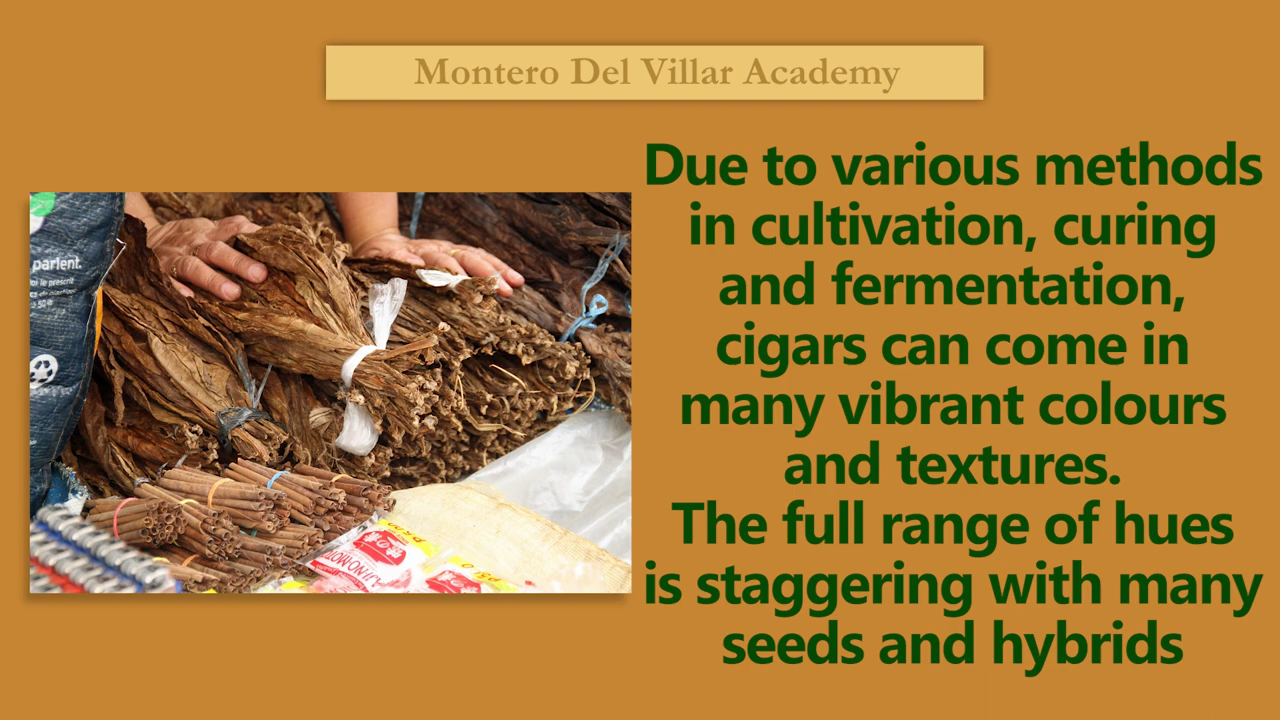 Montero Del Villar Academy
Due to various methods
in cultivation, curing
and fermentation,
cigars can come in
many vibrant colours
and textures.
The full range of hues
is staggering with many
seeds and hybrids
parlent.
AJINOMOTO